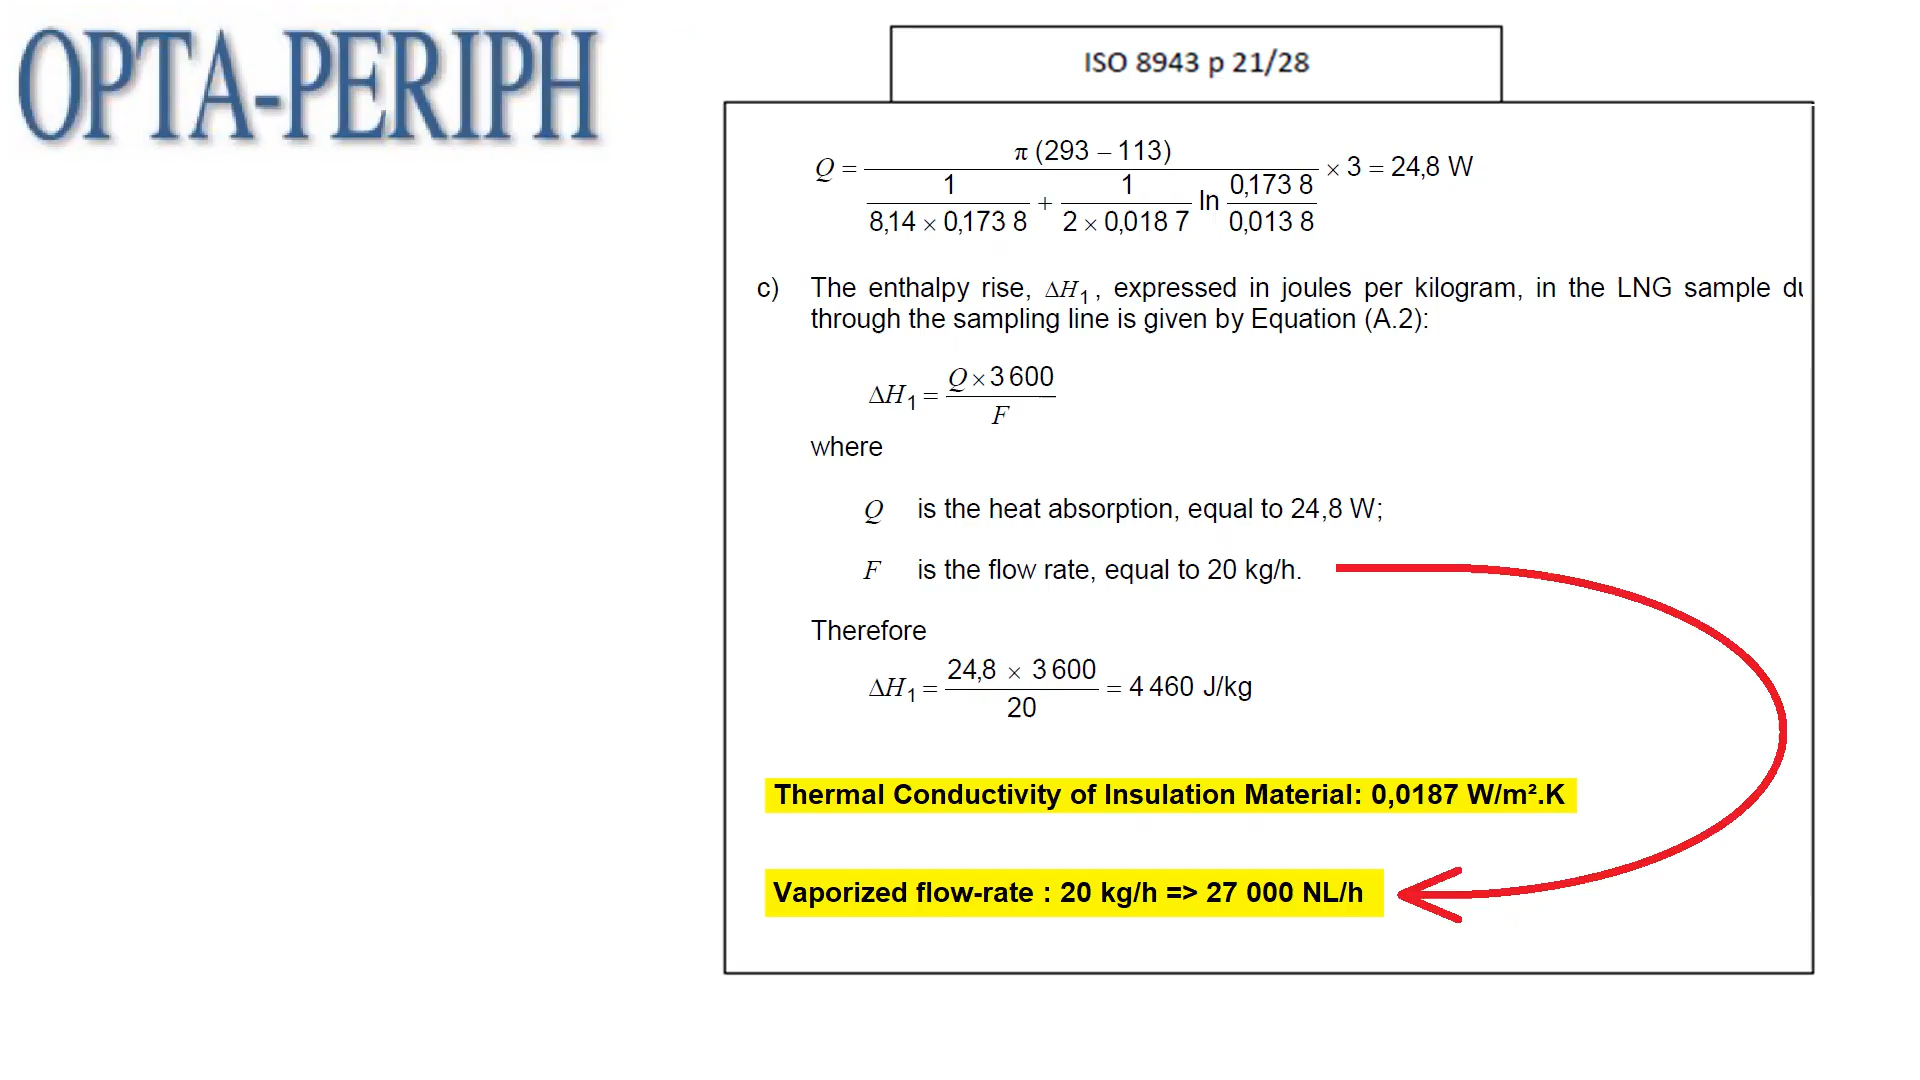 OPTA-PERIPH
ISO 8943 p 21/28
Q = π (293 – 113) / (1 / (8,14 × 0,173 8) + 1 / (2 × 0,018 7) ln 0,173 8 / 0,013 8) × 3 = 24,8 W
c) The enthalpy rise, ΔH1, expressed in joules per kilogram, in the LNG sample
through the sampling line is given by Equation (A.2):
ΔH1 = Q × 3 600 / F
where
Q is the heat absorption, equal to 24,8 W;
F is the flow rate, equal to 20 kg/h.
Therefore
ΔH1 = 24,8 × 3 600 / 20 = 4 460 J/kg
Thermal Conductivity of Insulation Material: 0,0187 W/m².K
Vaporized flow-rate : 20 kg/h => 27 000 NL/h